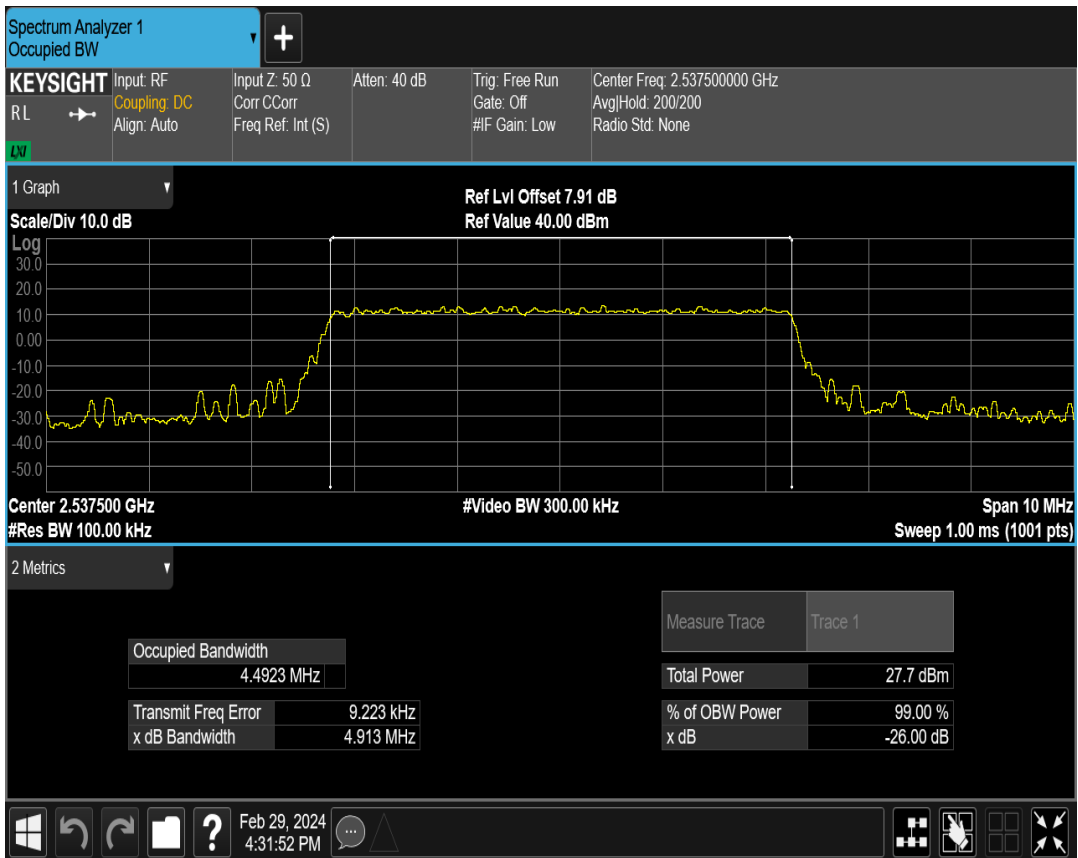 Spectrum Analyzer 1
Occupied BW
KEYSIGHT
RL
LXI
Input: RF
Coupling: DC
Align: Auto
Input Z: 50 Ω
Corr CCorr
Freq Ref: Int (S)
Atten: 40 dB
Trig: Free Run
Gate: Off
#IF Gain: Low
Center Freq: 2.537500000 GHz
Avg|Hold: 200/200
Radio Std: None
1 Graph
Scale/Div 10.0 dB
Ref Lvl Offset 7.91 dB
Ref Value 40.00 dBm
Log
30.0
20.0
10.0
0.00
-10.0
-20.0
-30.0
-40.0
-50.0
Center 2.537500 GHz
#Video BW 300.00 kHz
Span 10 MHz
#Res BW 100.00 kHz
Sweep 1.00 ms (1001 pts)
2 Metrics
Occupied Bandwidth
4.4923 MHz
Transmit Freq Error 9.223 kHz
x dB Bandwidth 4.913 MHz
Measure Trace Trace 1
Total Power 27.7 dBm
% of OBW Power 99.00 %
x dB -26.00 dB
?
Feb 29, 2024
4:31:52 PM